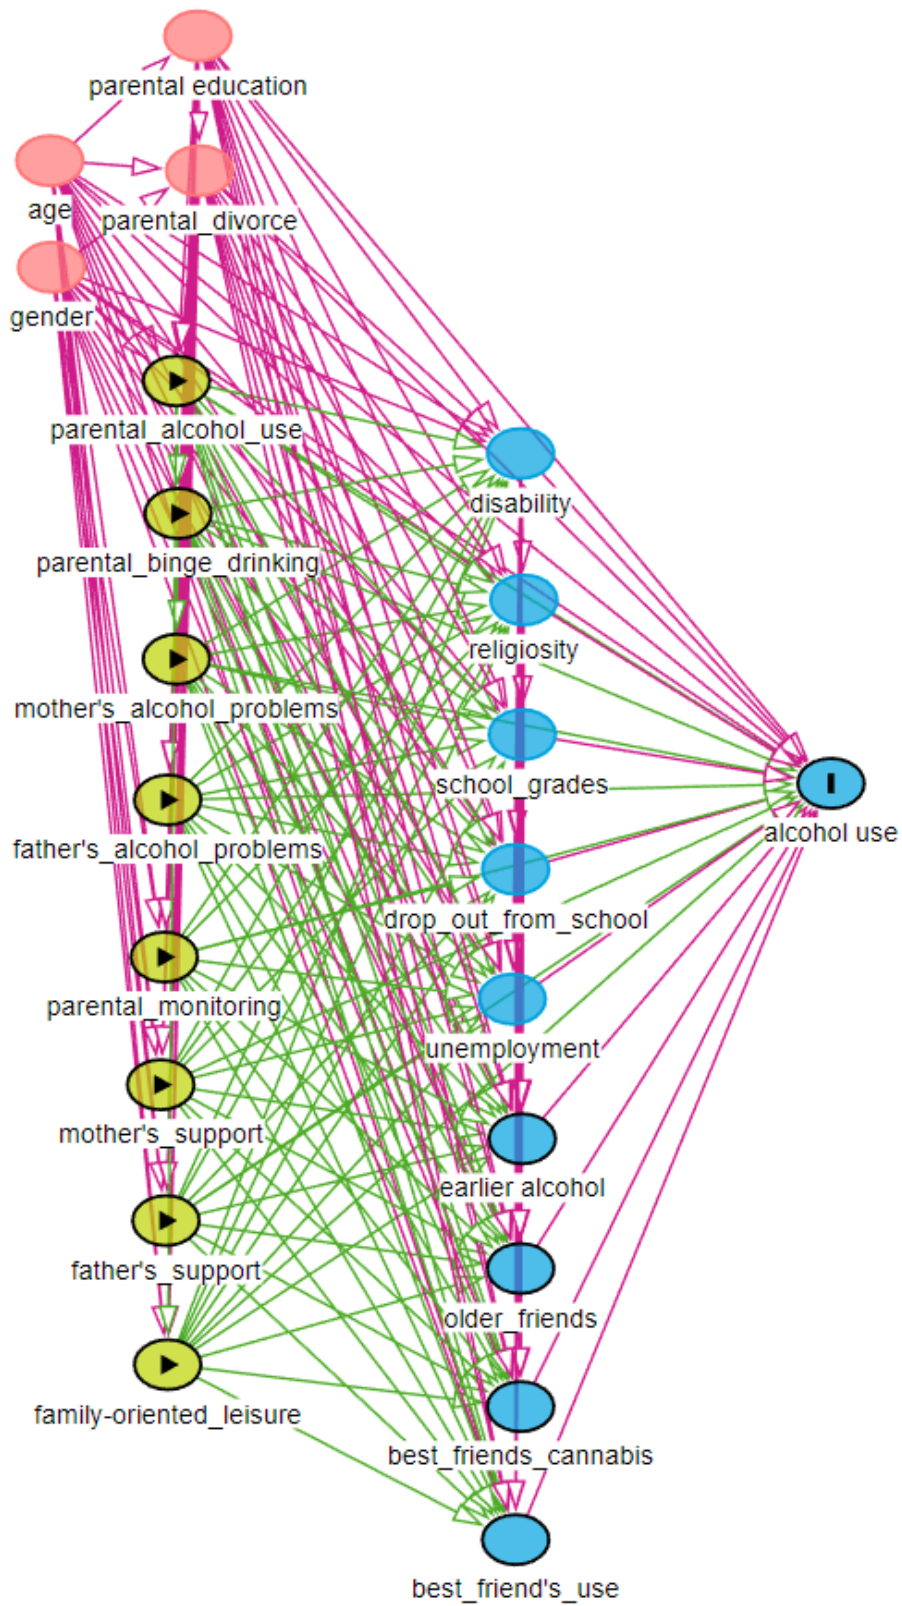 parental education
age
parental_divorce
gender
parental_alcohol_use
disability
parental_binge_drinking
religiosity
mother's_alcohol_problems
school_grades
alcohol use
father's_alcohol_problems
drop_out_from_school
parental_monitoring
unemployment
mother's_support
earlier alcohol
father's_support
older_friends
family-oriented_leisure
best_friends_cannabis
best_friend's_use